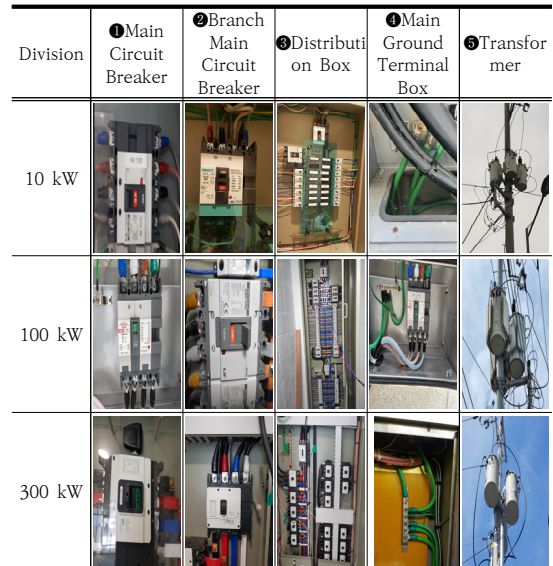 Division
❶Main
Circuit
Breaker
❷Branch
Main
Circuit
Breaker
❸Distributi
on Box
❹Main
Ground
Terminal
Box
❺Transfor
mer
10 kW
100 kW
300 kW